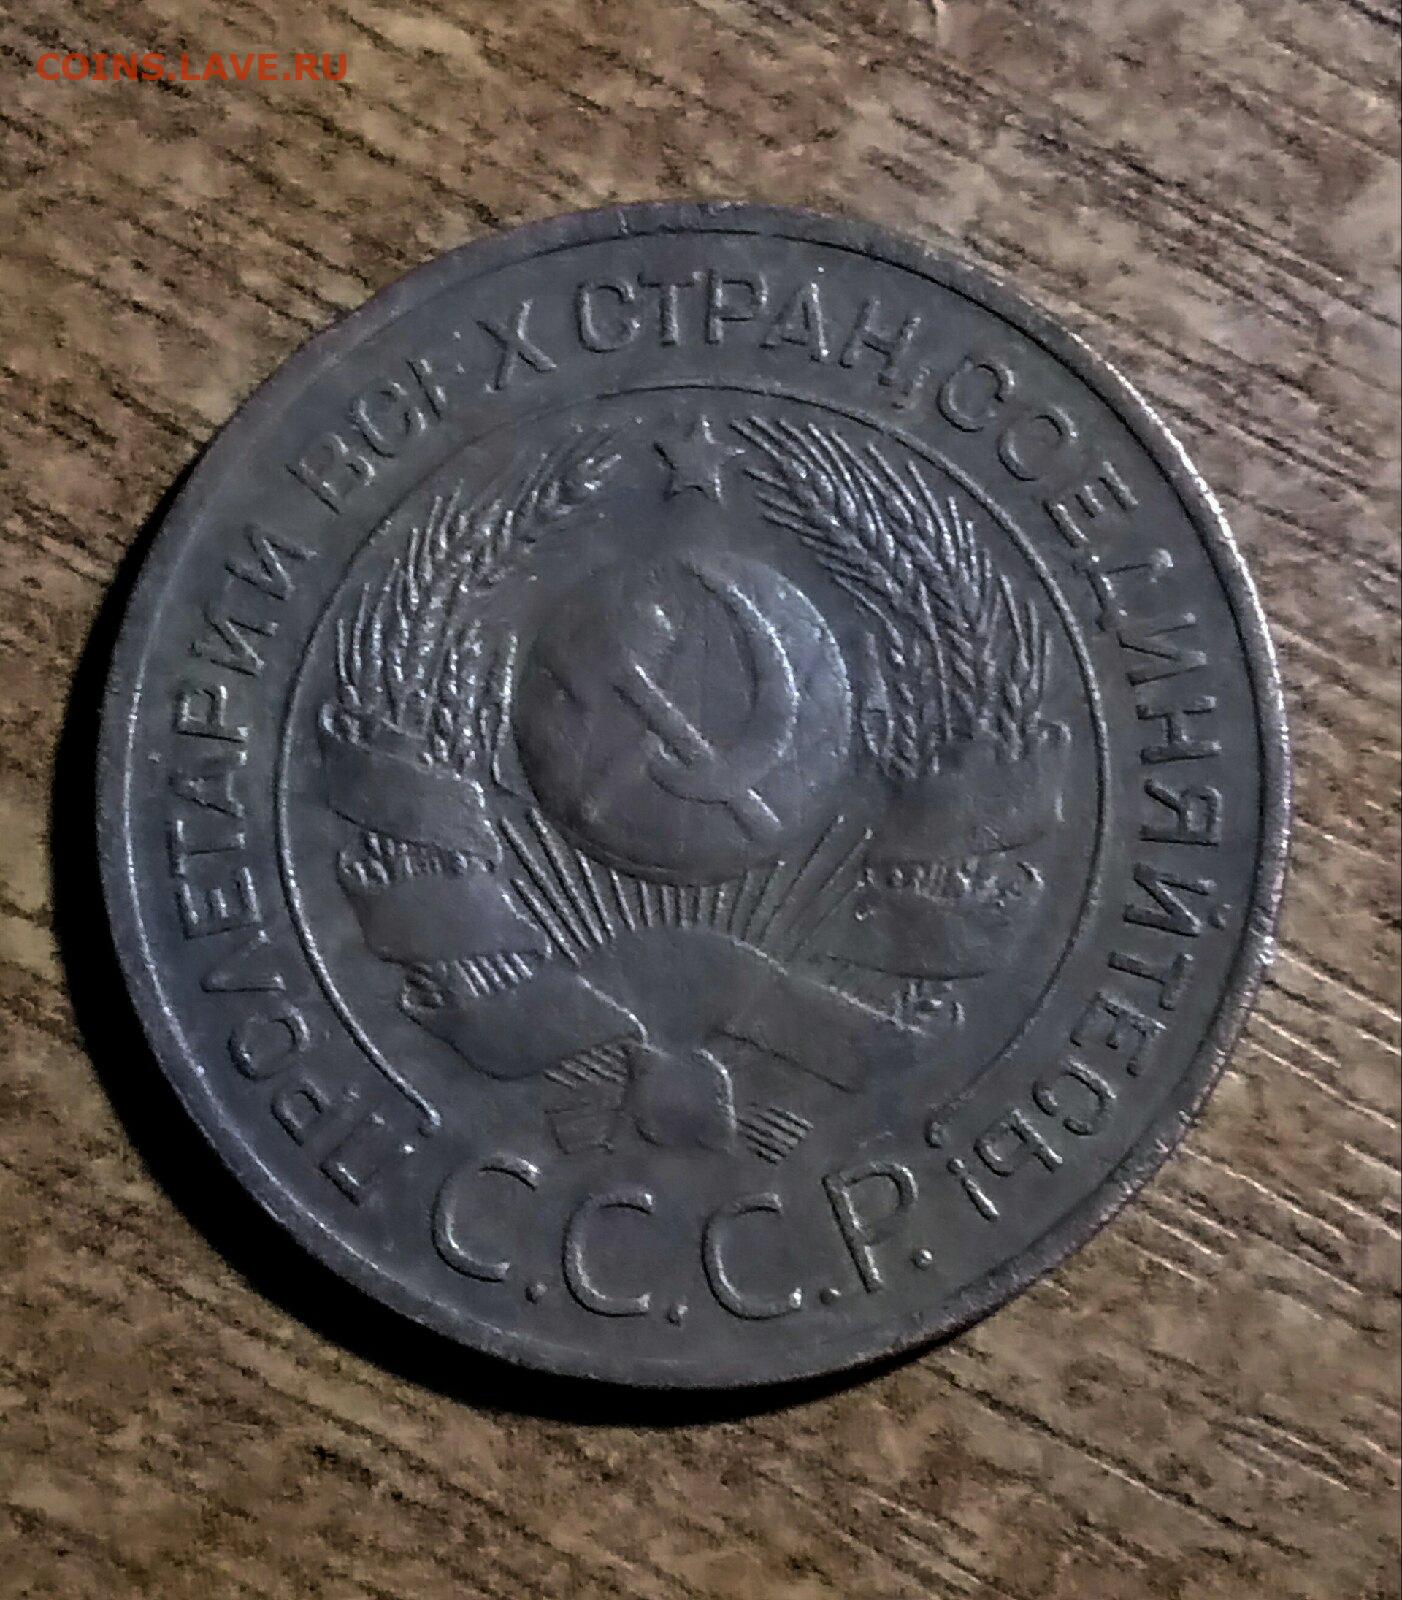 COINS.LAVE.RU
ПРОЛЕТАРИИ ВСЕХ СТРАН, СОЕДИНЯЙТЕСЬ!
С.С.С.Р.